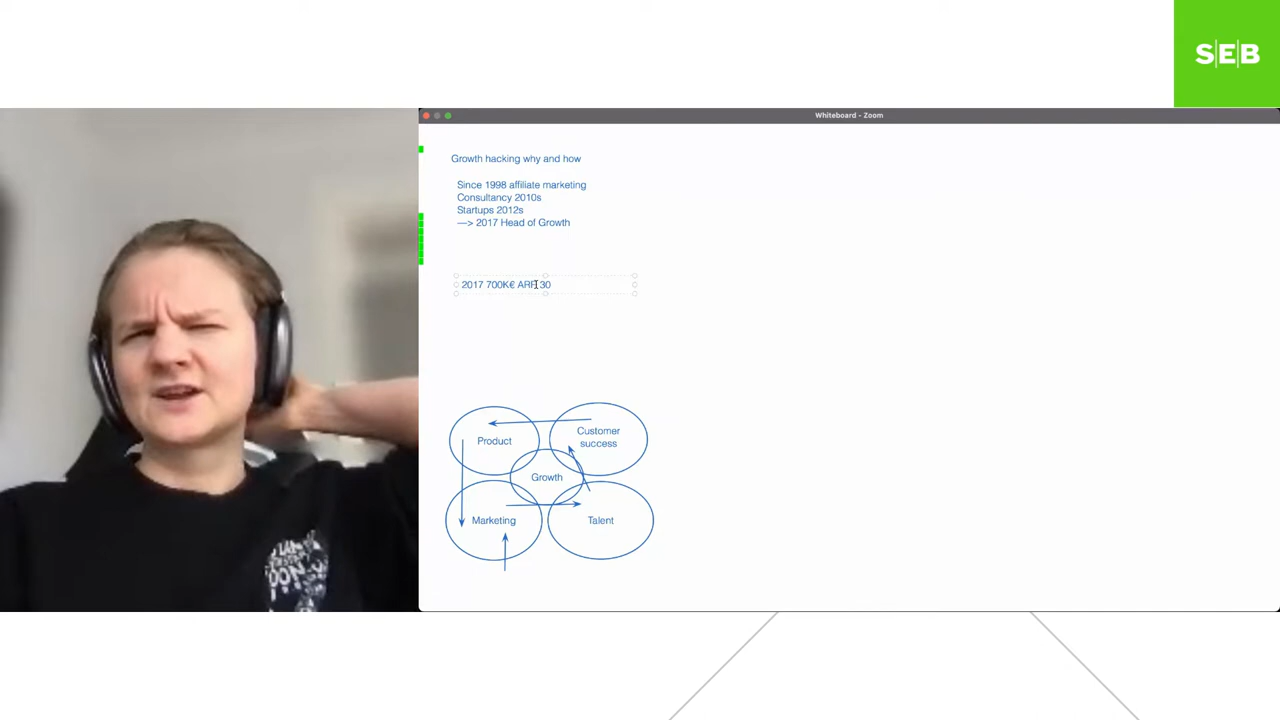 S|E|B
Whiteboard - Zoom
Growth hacking why and how
Since 1998 affiliate marketing
Consultancy 2010s
Startups 2012s
—> 2017 Head of Growth
2017 700K€ ARR 30
Product
Customer
success
Growth
Marketing
Talent